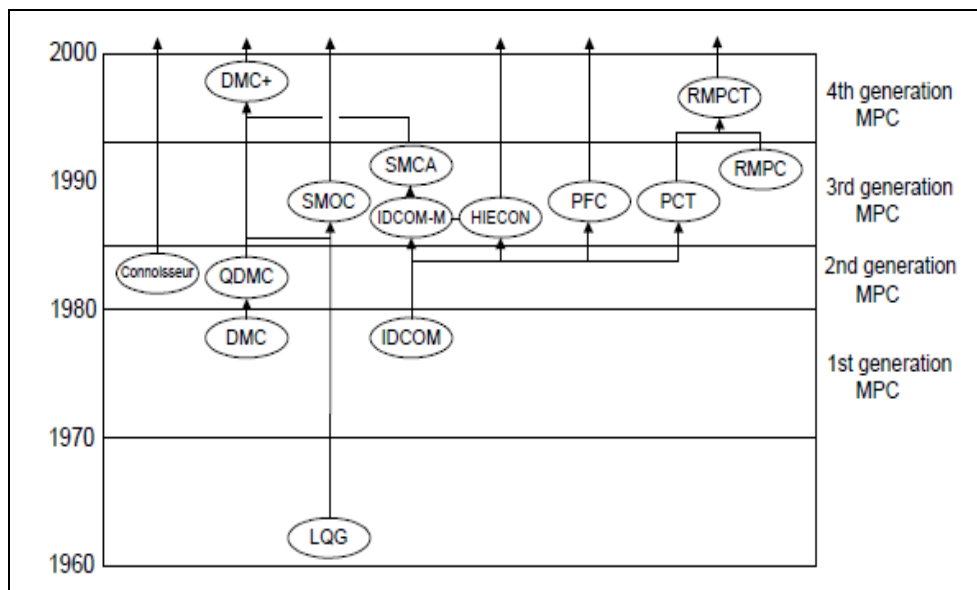 2000
DMC+
RMPCT
4th generation
MPC
SMCA
RMPC
1990
SMOC
IDCOM-M
HIECON
PFC
PCT
3rd generation
MPC
Connoisseur
QDMC
2nd generation
MPC
1980
DMC
IDCOM
1st generation
MPC
1970
LQG
1960